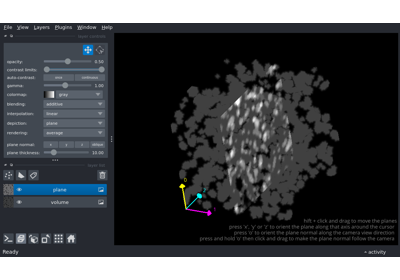 File View Layers Plugins Window Help
layer controls
opacity: 0.50
contrast limits:
auto-contrast: once continuous
gamma: 1.00
colormap: gray
blending: additive
interpolation: linear
depiction: plane
rendering: average
plane normal: x y z oblique
plane thickness: 10.00
layer list
plane
volume
0
hift + click and drag to move the planes
press 'x', 'y' or 'z' to orient the plane along that axis around the cursor
press 'o' to orient the plane normal along the camera view direction
press and hold 'o' then click and drag to make the plane normal follow the camera
Ready
activity